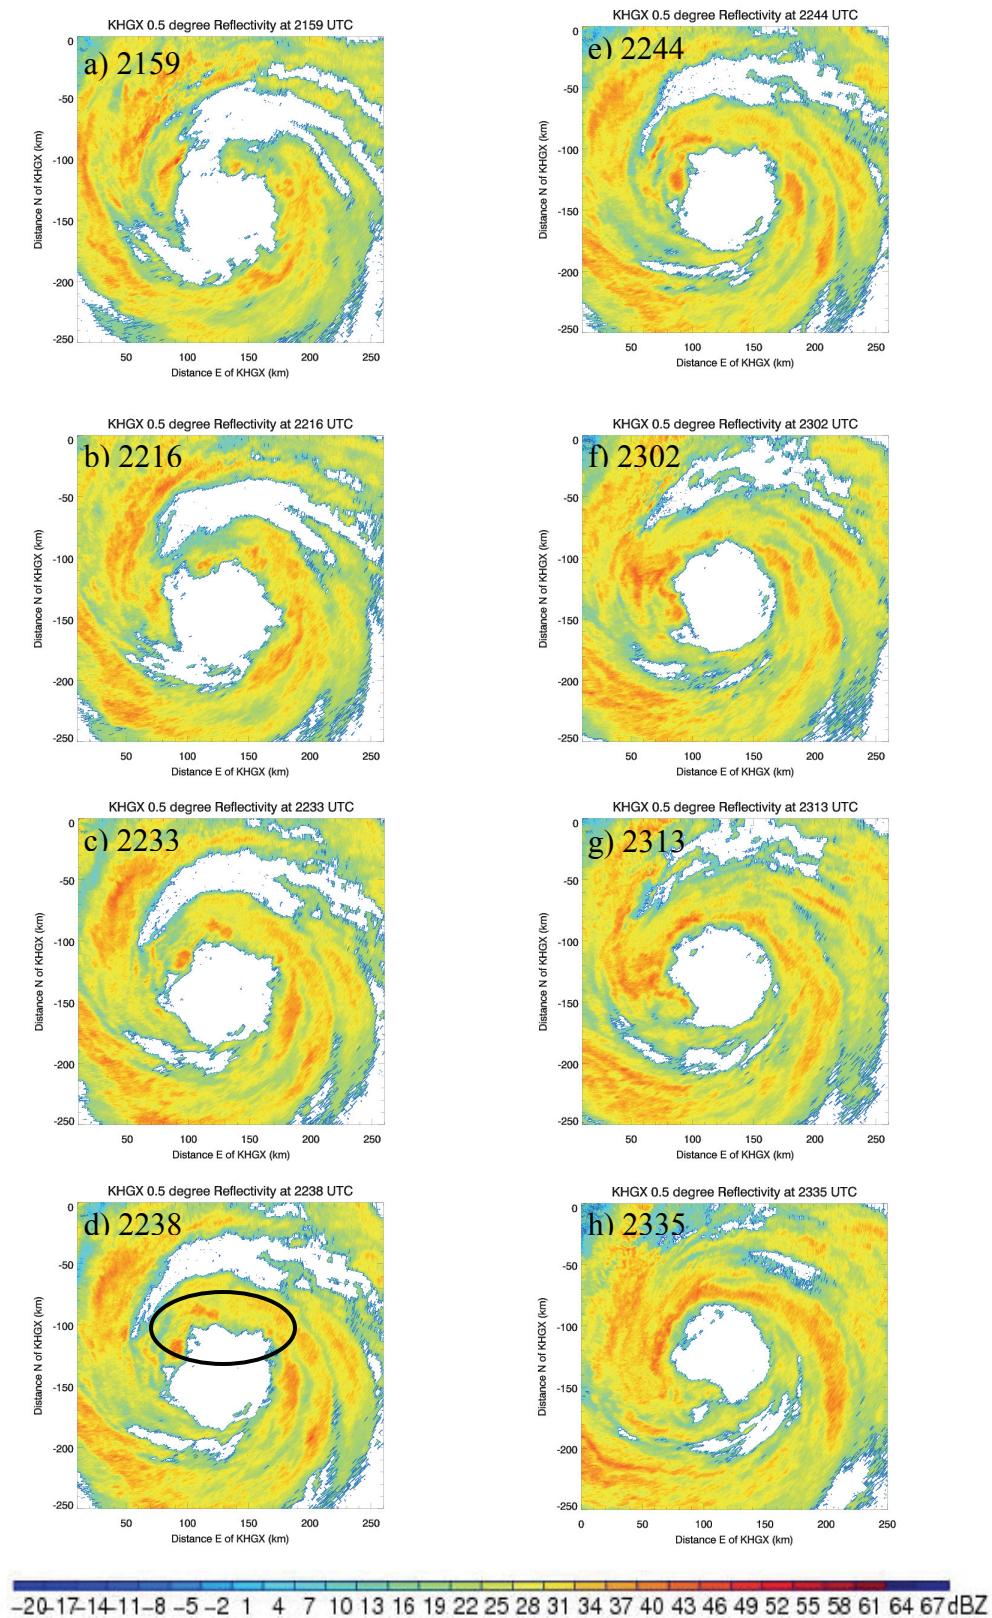 KHGX 0.5 degree Reflectivity at 2159 UTC
a) 2159
0
-50
-100
-150
-200
-250
Distance N of KHGX (km)
50 100 150 200 250
Distance E of KHGX (km)
KHGX 0.5 degree Reflectivity at 2216 UTC
b) 2216
0
-50
-100
-150
-200
-250
Distance N of KHGX (km)
50 100 150 200 250
Distance E of KHGX (km)
KHGX 0.5 degree Reflectivity at 2233 UTC
c) 2233
0
-50
-100
-150
-200
-250
Distance N of KHGX (km)
50 100 150 200 250
Distance E of KHGX (km)
KHGX 0.5 degree Reflectivity at 2238 UTC
d) 2238
0
-50
-100
-150
-200
-250
Distance N of KHGX (km)
50 100 150 200 250
Distance E of KHGX (km)
KHGX 0.5 degree Reflectivity at 2244 UTC
e) 2244
0
-50
-100
-150
-200
-250
Distance N of KHGX (km)
50 100 150 200 250
Distance E of KHGX (km)
KHGX 0.5 degree Reflectivity at 2302 UTC
f) 2302
0
-50
-100
-150
-200
-250
Distance N of KHGX (km)
50 100 150 200 250
Distance E of KHGX (km)
KHGX 0.5 degree Reflectivity at 2313 UTC
g) 2313
0
-50
-100
-150
-200
-250
Distance N of KHGX (km)
50 100 150 200 250
Distance E of KHGX (km)
KHGX 0.5 degree Reflectivity at 2335 UTC
h) 2335
0
-50
-100
-150
-200
-250
Distance N of KHGX (km)
0 50 100 150 200 250
Distance E of KHGX (km)
−20−17−14−11−8 −5 −2 1 4 7 10 13 16 19 22 25 28 31 34 37 40 43 46 49 52 55 58 61 64 67dBZ